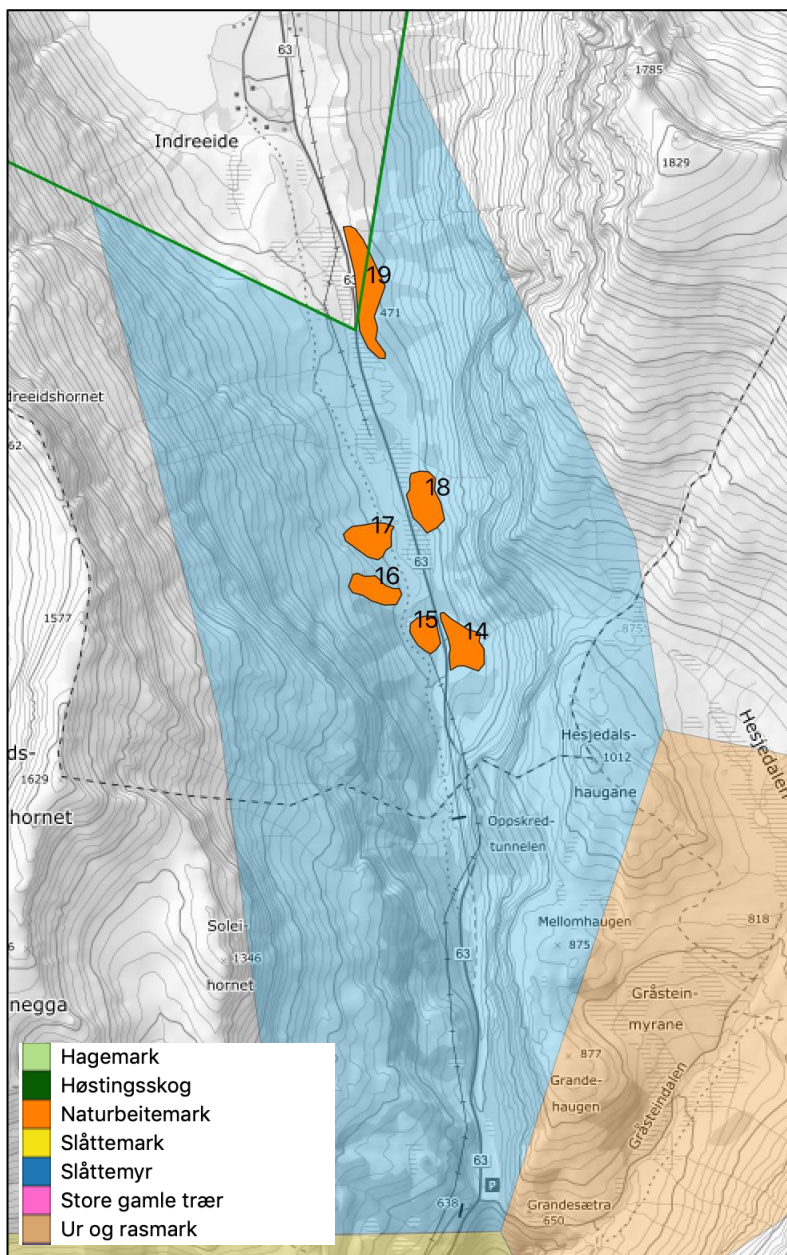 63
1785
Indreeide
1829
19
63
471
dreeidshornet
62
18
17
63
16
1577
15
14
875
Hesjedalen
Hesjedals-
1012
haugane
ds-
1629
hornet
Oppskred-
tunnelen
Mellomhaugen
875
818
Solei-
1346
hornet
63
negga
Gråstein-
myrane
877
Grande-
haugen
Gråsteindalen
63
P
638
Grandesætra
650
Hagemark
Høstingsskog
Naturbeitemark
Slåttemark
Slåttemyr
Store gamle trær
Ur og rasmark